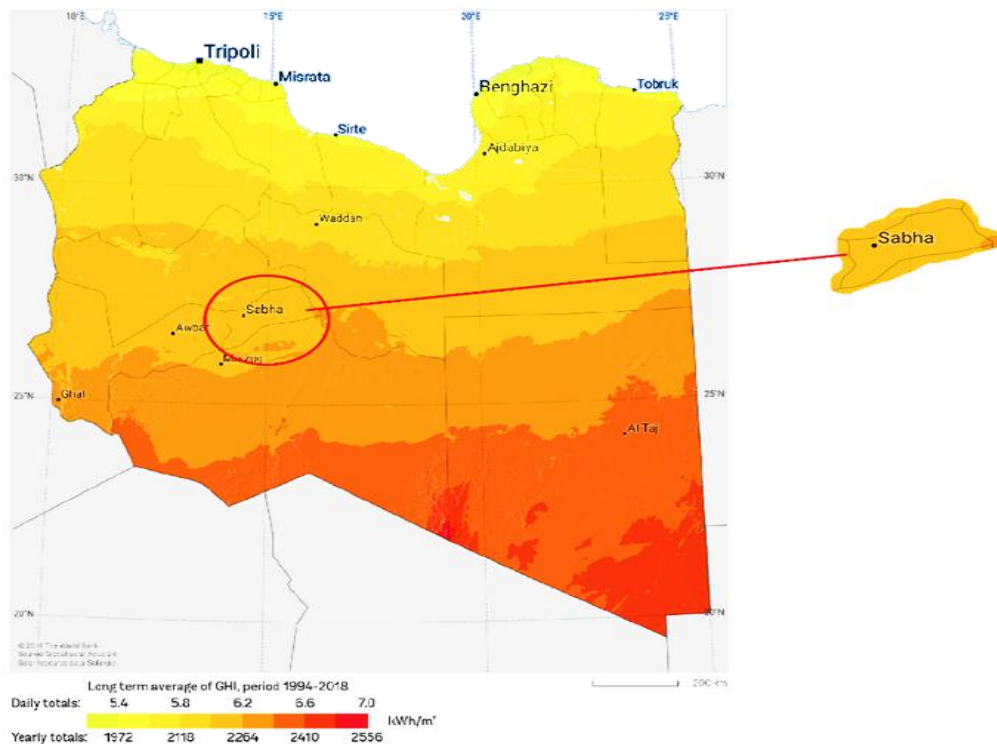 10°E 15°E 20°E 25°E
Tripoli
Misrata
Benghazi
Tobruk
Sirte
Ajdabiya
30°N 30°N
Waddan
Sabha
Sabha
Awbar
25°N 25°N
Ghat
Al Taj
20°N 20°N
200 km
Long term average of GHI, period 1994-2018
Daily totals: 5.4 5.8 6.2 6.6 7.0
kWh/m²
Yearly totals: 1972 2118 2264 2410 2556